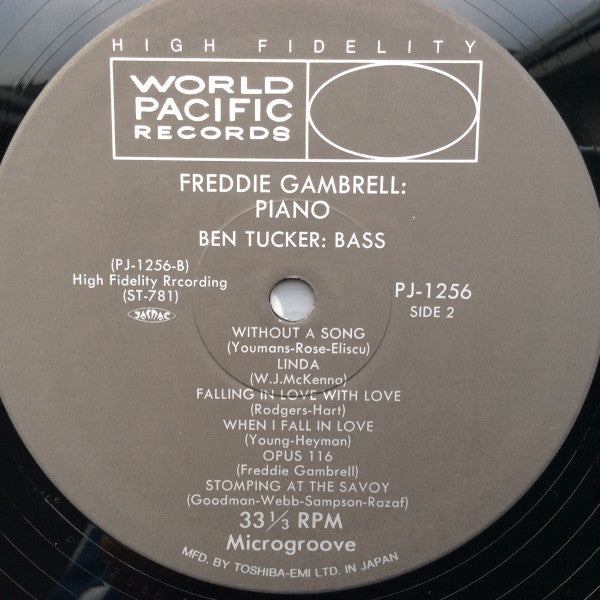 HIGH FIDELITY
WORLD
PACIFIC
RECORDS
FREDDIE GAMBRELL:
PIANO
BEN TUCKER: BASS
(PJ-1256-B)
High Fidelity Rrcording
(ST-781)
JASRAC
PJ-1256
SIDE 2
WITHOUT A SONG
(Youmans-Rose-Eliscu)
LINDA
(W.J.McKenna)
FALLING IN LOVE WITH LOVE
(Rodgers-Hart)
WHEN I FALL IN LOVE
(Young-Heyman)
OPUS 116
(Freddie Gambrell)
STOMPING AT THE SAVOY
(Goodman-Webb-Sampson-Razaf)
33 1/3 RPM
Microgroove
MFD. BY TOSHIBA-EMI LTD. IN JAPAN